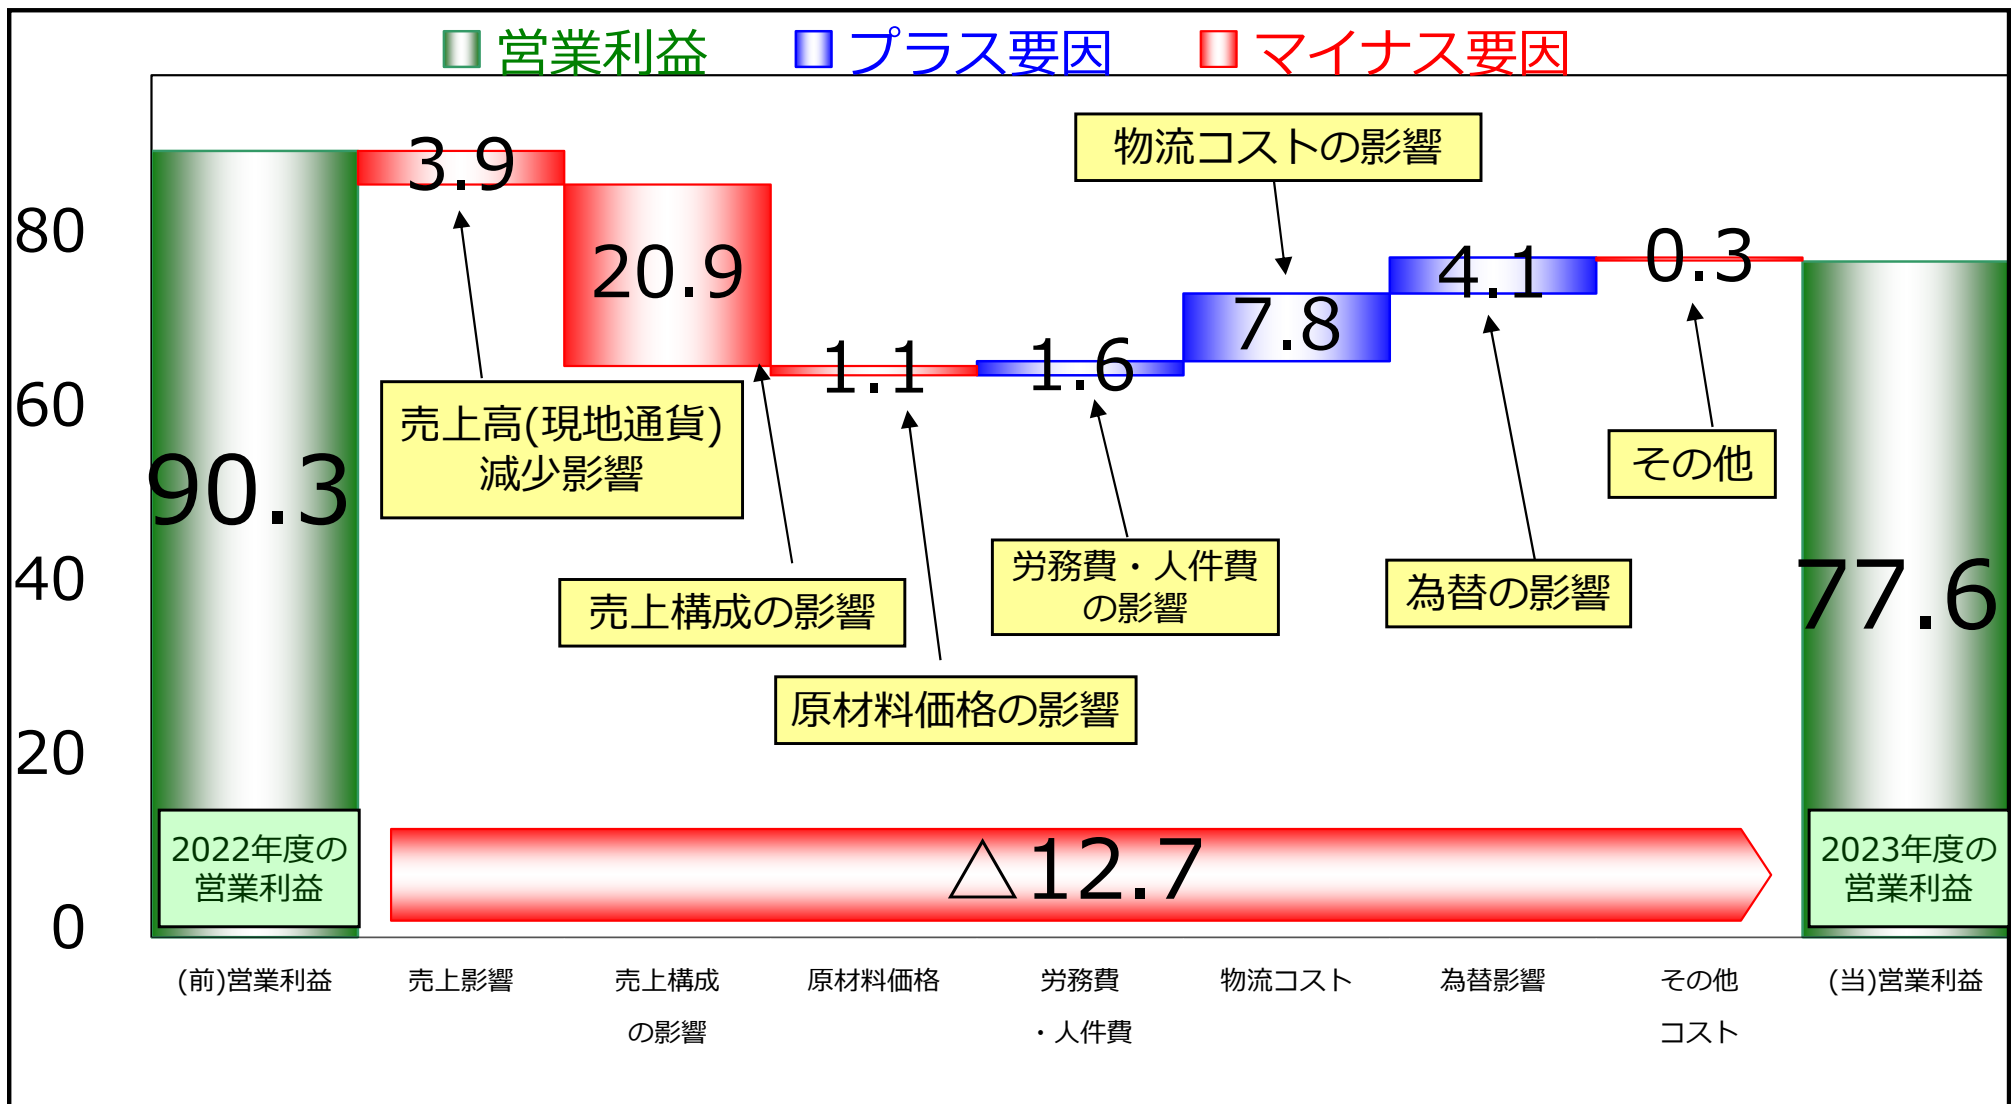 営業利益 プラス要因 マイナス要因
80
60
40
20
0
90.3
3.9
20.9
1.1
1.6
7.8
4.1
0.3
77.6
物流コストの影響
売上高(現地通貨)
減少影響
売上構成の影響
原材料価格の影響
労務費・人件費
の影響
為替の影響
その他
2022年度の
営業利益
△12.7
2023年度の
営業利益
(前)営業利益
売上影響
売上構成
の影響
原材料価格
労務費
・人件費
物流コスト
為替影響
その他
コスト
(当)営業利益